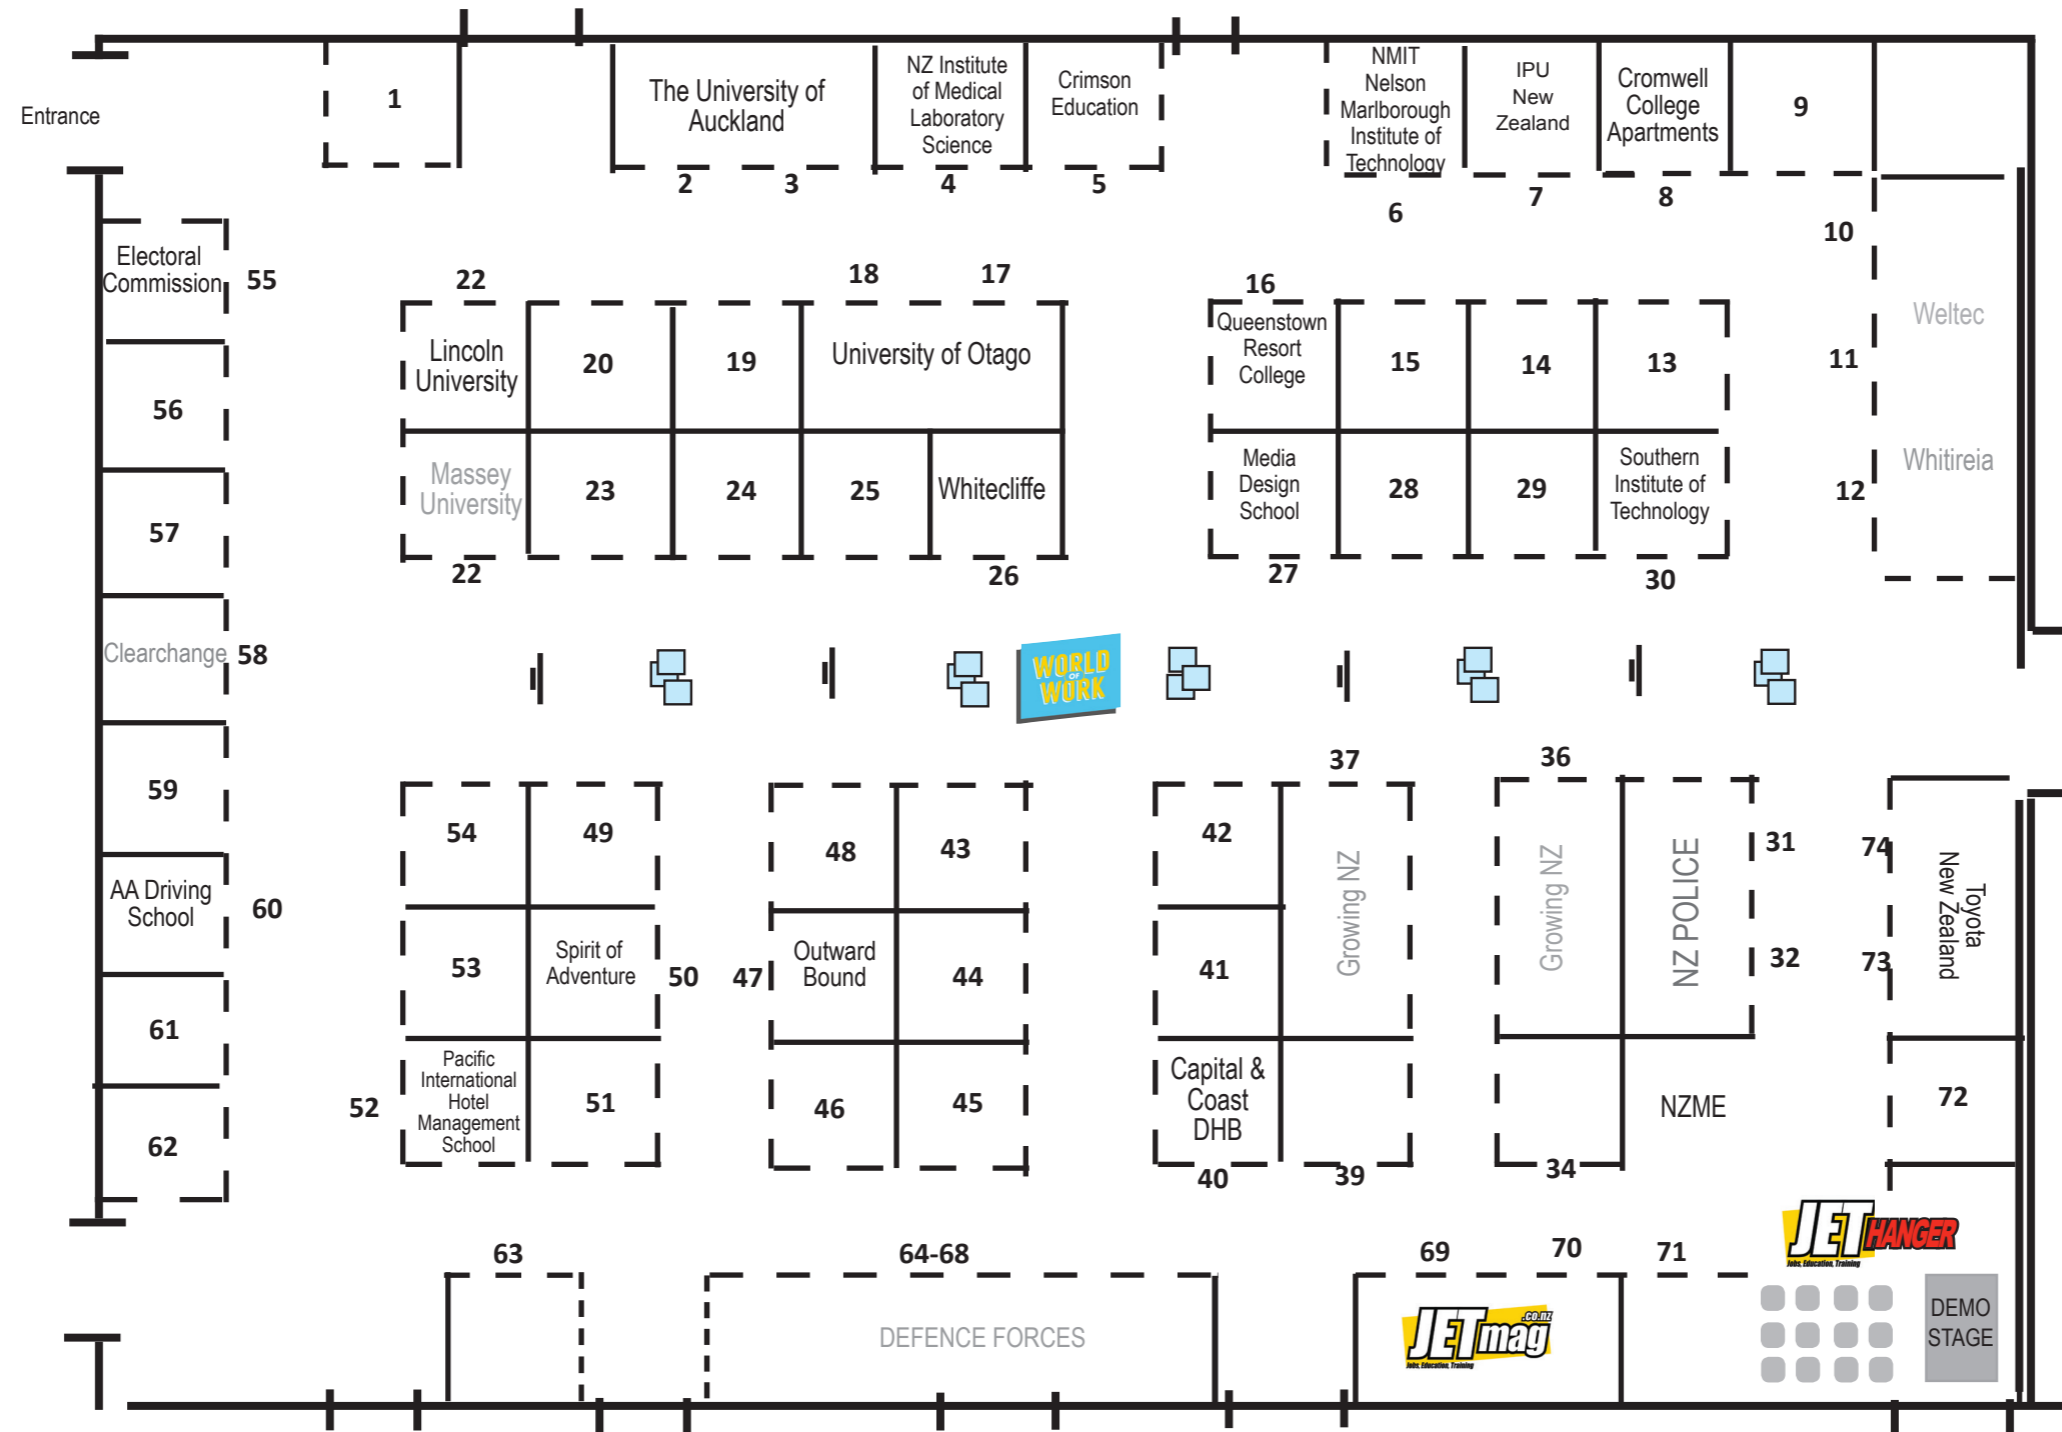 Entrance
1
The University of
Auckland
2
3
NZ Institute
of Medical
Laboratory
Science
4
Crimson
Education
5
NMIT
Nelson
Marlborough
Institute of
Technology
6
IPU
New
Zealand
7
Cromwell
College
Apartments
8
9
10
Weltec
11
Whitireia
12
Electoral
Commission
55
56
57
Clearchange
58
59
AA Driving
School
60
61
62
22
Lincoln
University
20
19
18
17
University of Otago
Massey
University
22
23
24
25
Whitecliffe
26
16
Queenstown
Resort
College
15
14
13
Media
Design
School
27
28
29
Southern
Institute of
Technology
30
WORLD
OF
WORK
54
49
53
Spirit of
Adventure
50
52
Pacific
International
Hotel
Management
School
51
48
43
47
Outward
Bound
44
46
45
42
37
Growing NZ
41
Capital &
Coast
DHB
40
39
36
Growing NZ
NZ POLICE
31
32
NZME
34
74
73
Toyota
New Zealand
72
63
64-68
DEFENCE FORCES
69
70
71
JETmag
.co.nz
Jobs, Education, Training
JET HANGER
Jobs, Education, Training
DEMO
STAGE